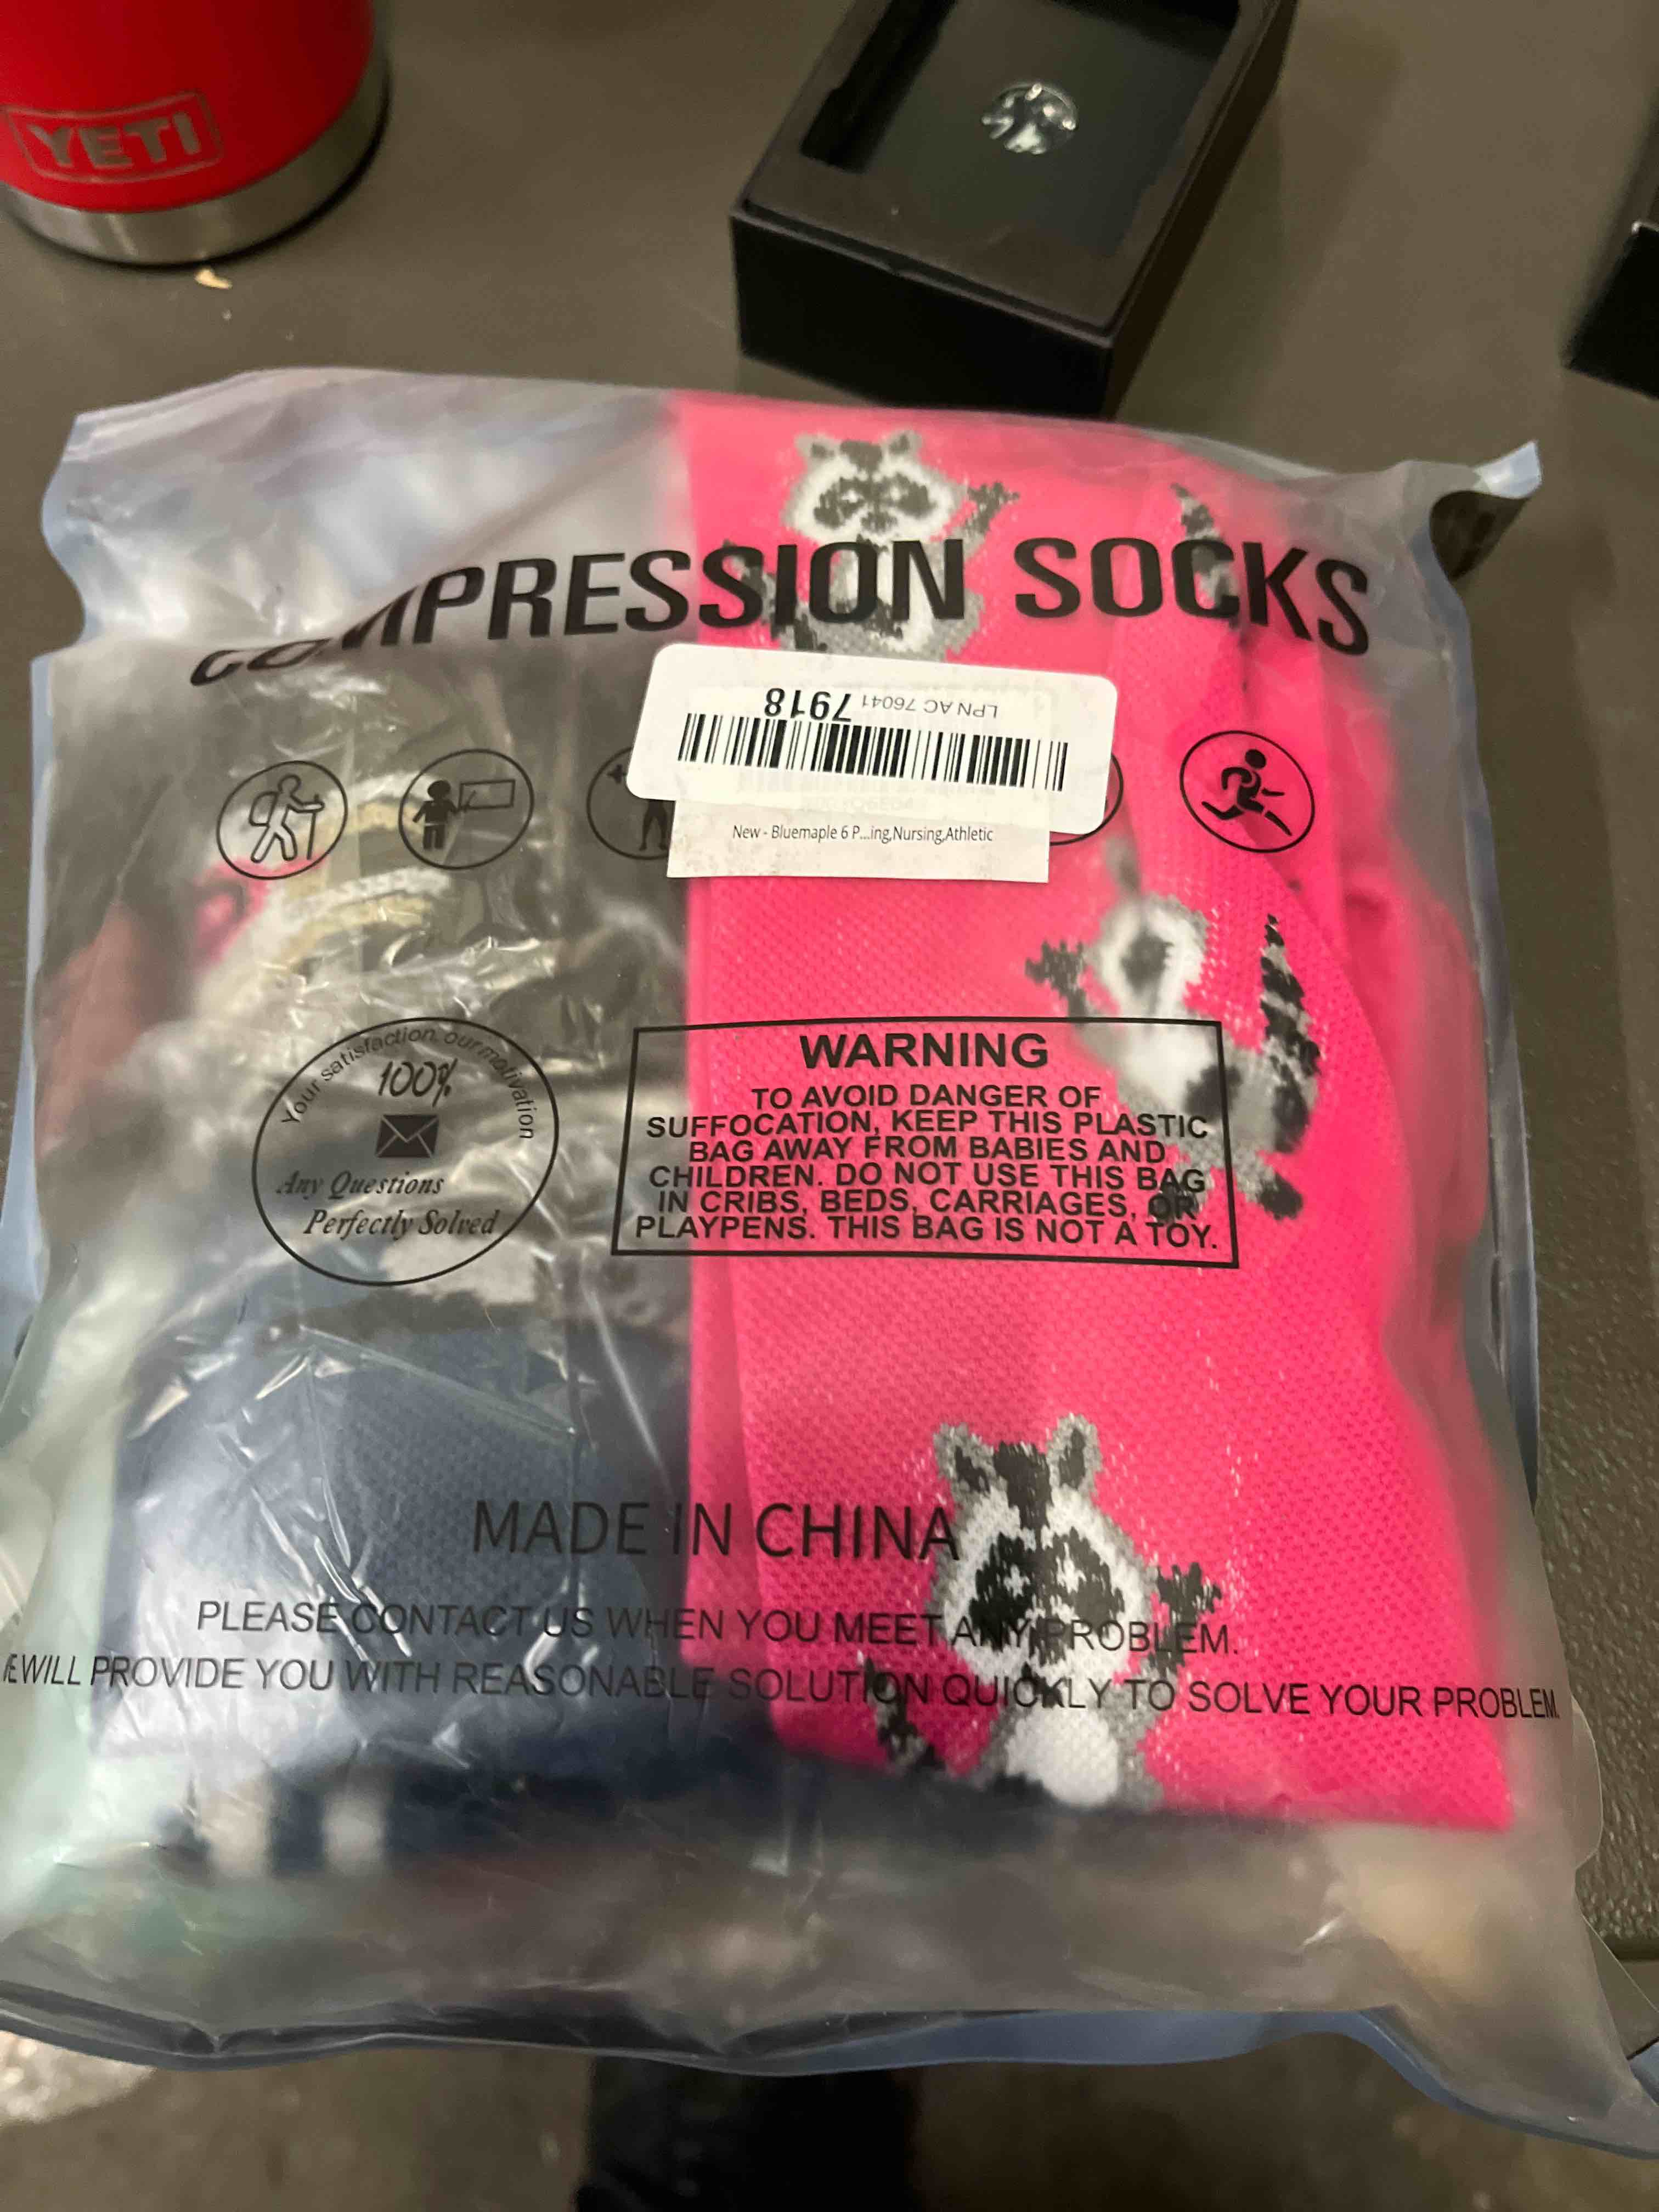 YETI
COMPRESSION SOCKS
LPN AC 76041 7918
New - Bluemaple 6 P...ing,Nursing,Athletic
Your satisfaction, our motivation
100%
Any Questions
Perfectly Solved
WARNING
TO AVOID DANGER OF
SUFFOCATION, KEEP THIS PLASTIC
BAG AWAY FROM BABIES AND
CHILDREN. DO NOT USE THIS BAG
IN CRIBS, BEDS, CARRIAGES, OR
PLAYPENS. THIS BAG IS NOT A TOY.
MADE IN CHINA
PLEASE CONTACT US WHEN YOU MEET ANY PROBLEM.
WILL PROVIDE YOU WITH REASONABLE SOLUTION QUICKLY TO SOLVE YOUR PROBLEM.